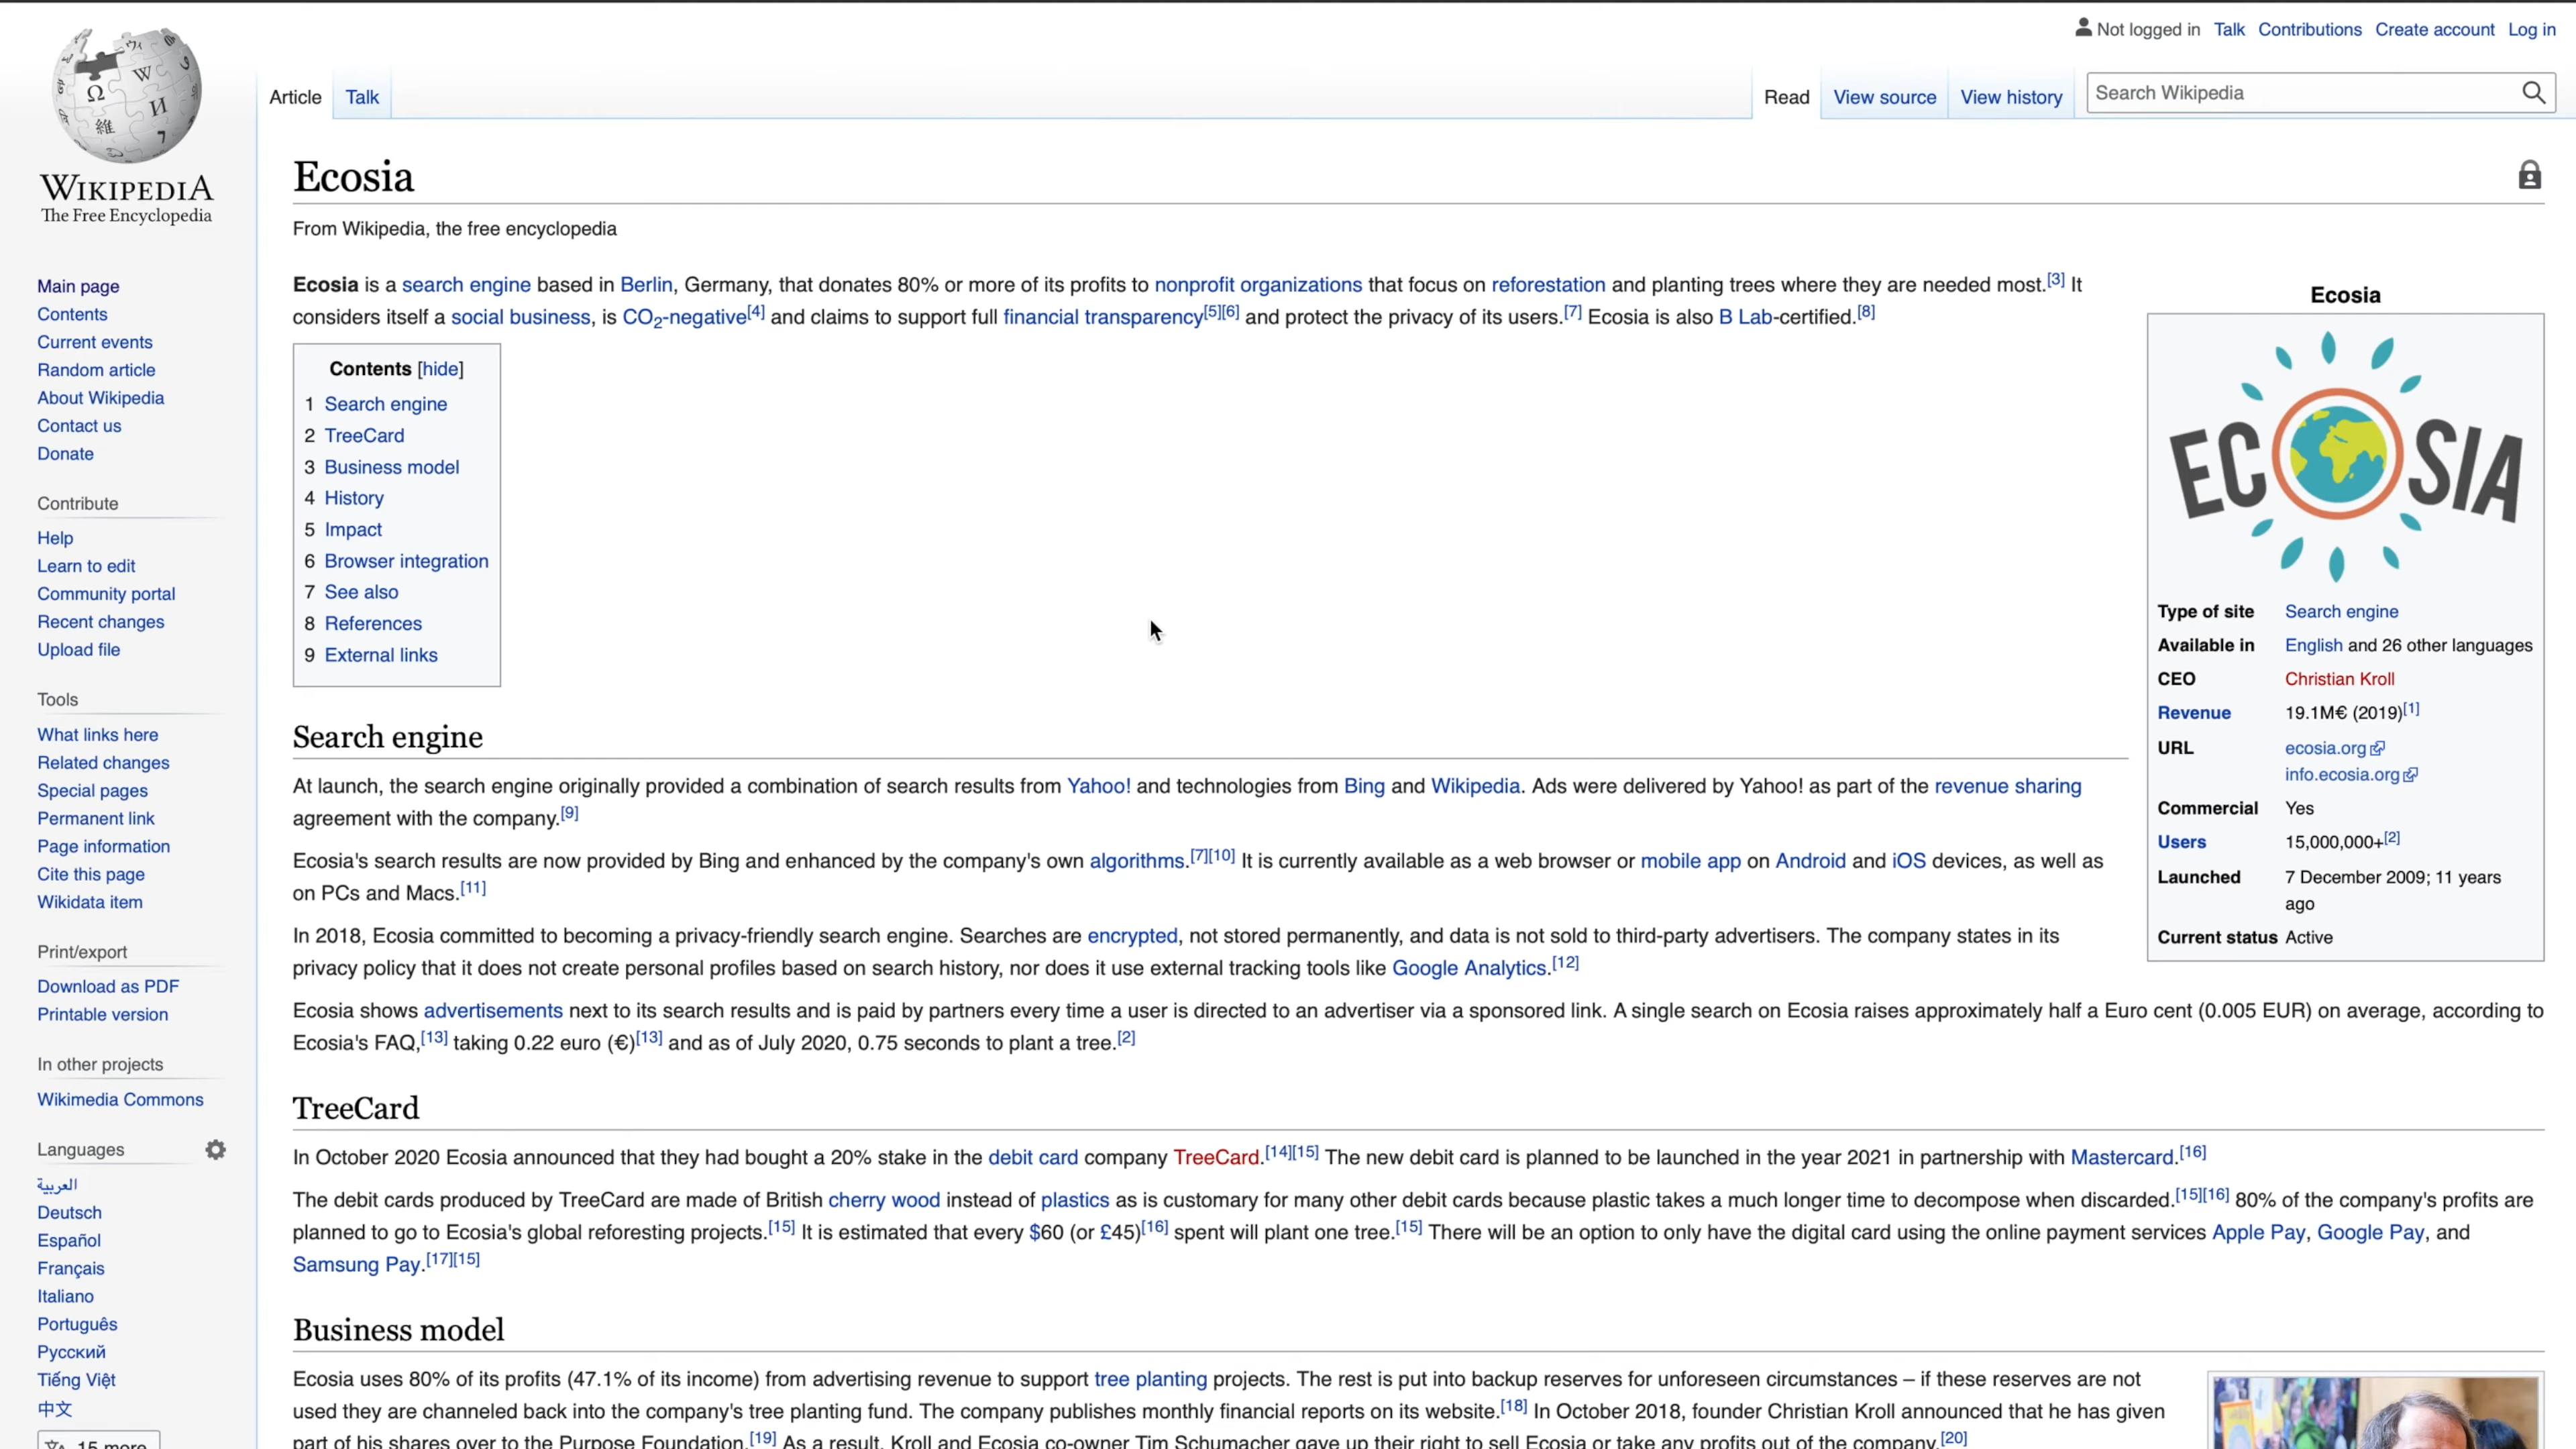 Not logged in Talk Contributions Create account Log in
Article Talk Read View source View history Search Wikipedia
WIKIPEDIA
The Free Encyclopedia
Main page
Contents
Current events
Random article
About Wikipedia
Contact us
Donate
Contribute
Help
Learn to edit
Community portal
Recent changes
Upload file
Tools
What links here
Related changes
Special pages
Permanent link
Page information
Cite this page
Wikidata item
Print/export
Download as PDF
Printable version
In other projects
Wikimedia Commons
Languages
العربية
Deutsch
Español
Français
Italiano
Português
Русский
Tiếng Việt
中文
15 more
Ecosia
From Wikipedia, the free encyclopedia
Ecosia is a search engine based in Berlin, Germany, that donates 80% or more of its profits to nonprofit organizations that focus on reforestation and planting trees where they are needed most.[3] It
considers itself a social business, is CO2-negative[4] and claims to support full financial transparency[5][6] and protect the privacy of its users.[7] Ecosia is also B Lab-certified.[8]
Contents [hide]
1 Search engine
2 TreeCard
3 Business model
4 History
5 Impact
6 Browser integration
7 See also
8 References
9 External links
Ecosia
ECOSIA
Type of site Search engine
Available in English and 26 other languages
CEO Christian Kroll
Revenue 19.1M€ (2019)[1]
URL ecosia.org
info.ecosia.org
Commercial Yes
Users 15,000,000+[2]
Launched 7 December 2009; 11 years
ago
Current status Active
Search engine
At launch, the search engine originally provided a combination of search results from Yahoo! and technologies from Bing and Wikipedia. Ads were delivered by Yahoo! as part of the revenue sharing
agreement with the company.[9]
Ecosia's search results are now provided by Bing and enhanced by the company's own algorithms.[7][10] It is currently available as a web browser or mobile app on Android and iOS devices, as well as
on PCs and Macs.[11]
In 2018, Ecosia committed to becoming a privacy-friendly search engine. Searches are encrypted, not stored permanently, and data is not sold to third-party advertisers. The company states in its
privacy policy that it does not create personal profiles based on search history, nor does it use external tracking tools like Google Analytics.[12]
Ecosia shows advertisements next to its search results and is paid by partners every time a user is directed to an advertiser via a sponsored link. A single search on Ecosia raises approximately half a Euro cent (0.005 EUR) on average, according to
Ecosia's FAQ,[13] taking 0.22 euro (€)[13] and as of July 2020, 0.75 seconds to plant a tree.[2]
TreeCard
In October 2020 Ecosia announced that they had bought a 20% stake in the debit card company TreeCard.[14][15] The new debit card is planned to be launched in the year 2021 in partnership with Mastercard.[16]
The debit cards produced by TreeCard are made of British cherry wood instead of plastics as is customary for many other debit cards because plastic takes a much longer time to decompose when discarded.[15][16] 80% of the company's profits are
planned to go to Ecosia's global reforesting projects.[15] It is estimated that every $60 (or £45)[16] spent will plant one tree.[15] There will be an option to only have the digital card using the online payment services Apple Pay, Google Pay, and
Samsung Pay.[17][15]
Business model
Ecosia uses 80% of its profits (47.1% of its income) from advertising revenue to support tree planting projects. The rest is put into backup reserves for unforeseen circumstances – if these reserves are not
used they are channeled back into the company's tree planting fund. The company publishes monthly financial reports on its website.[18] In October 2018, founder Christian Kroll announced that he has given
part of his shares over to the Purpose Foundation.[19] As a result, Kroll and Ecosia co-owner Tim Schumacher gave up their right to sell Ecosia or take any profits out of the company.[20]